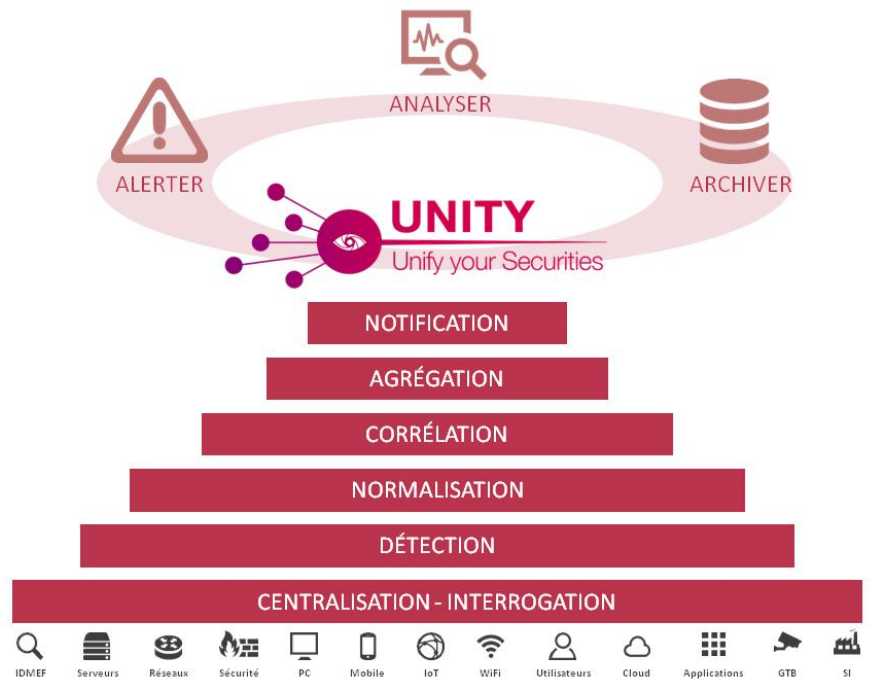 ANALYSER
ALERTER
ARCHIVER
UNITY
Unify your Securities
NOTIFICATION
AGRÉGATION
CORRÉLATION
NORMALISATION
DÉTECTION
CENTRALISATION - INTERROGATION
IDMEF Serveurs Réseaux Sécurité PC Mobile IoT WiFi Utilisateurs Cloud Applications GTB SI